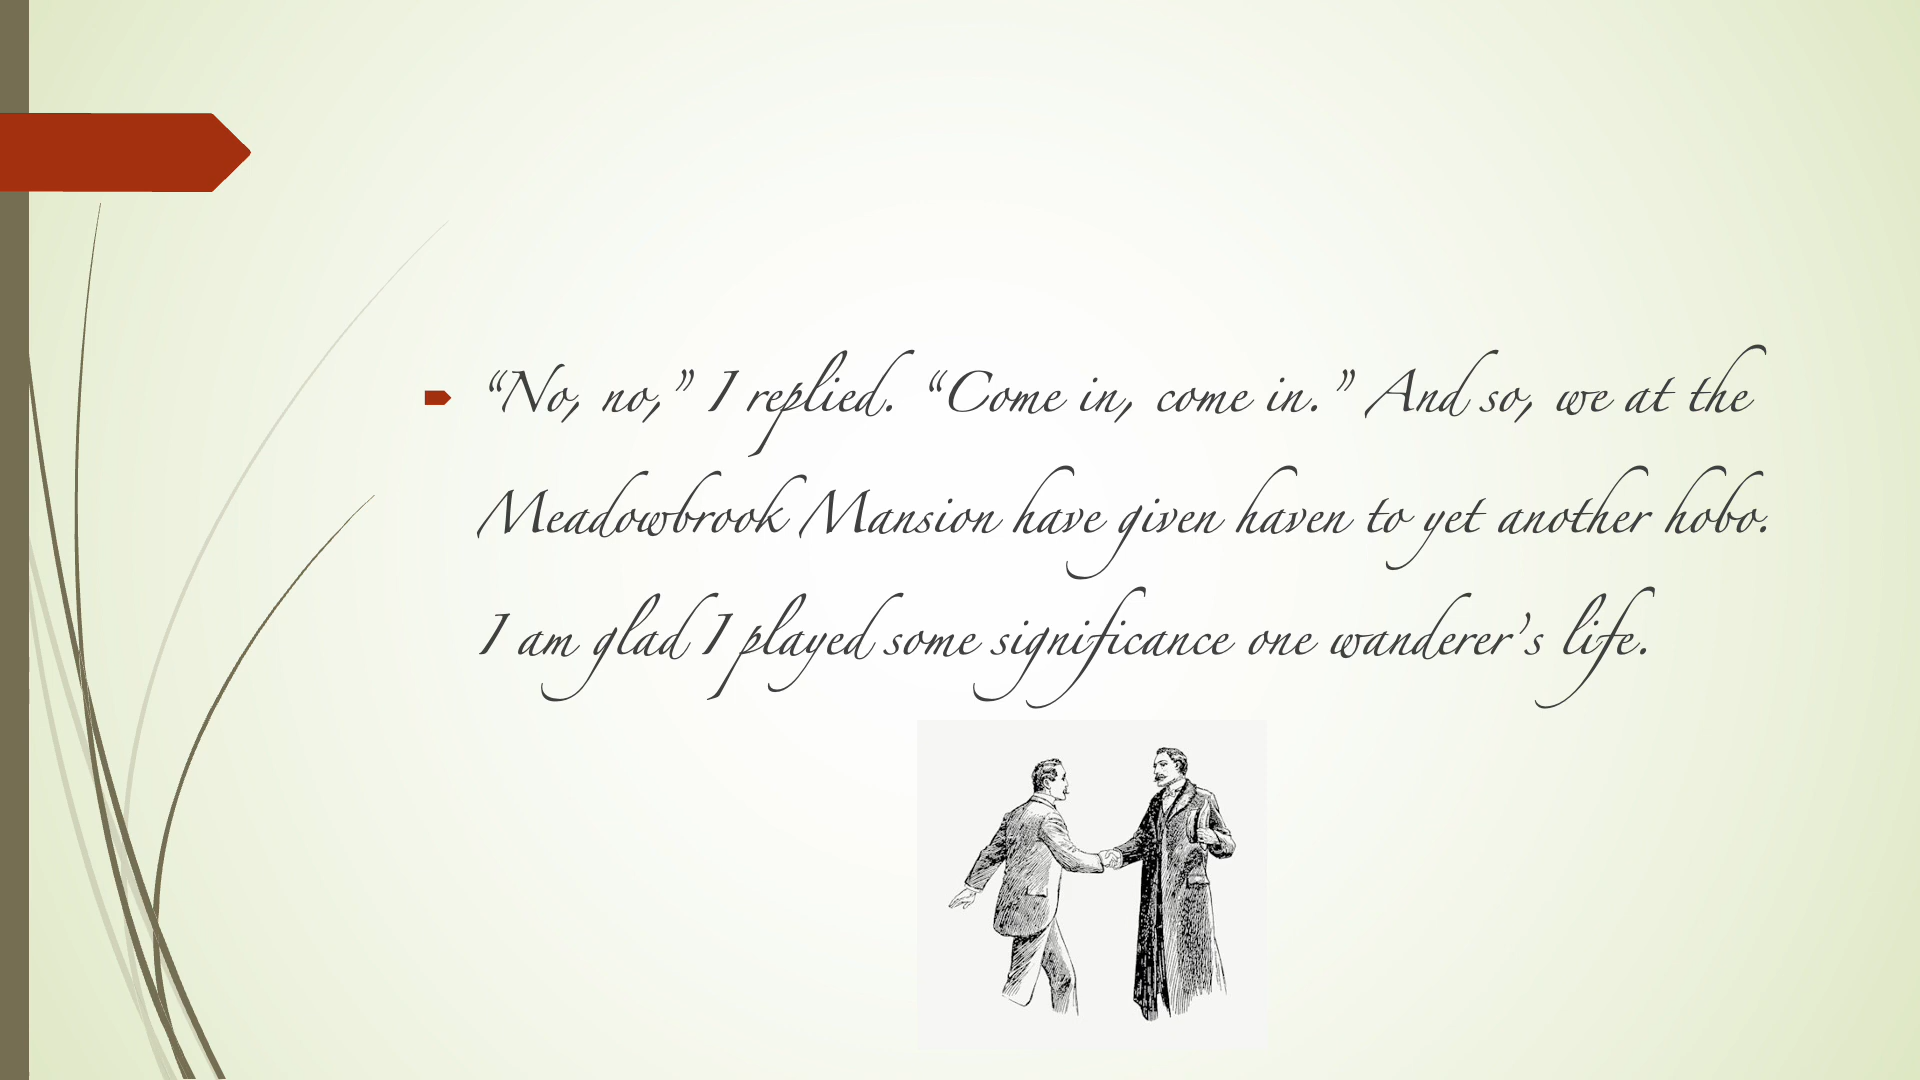 “No, no,” I replied. “Come in, come in.” And so, we at the
Meadowbrook Mansion have given haven to yet another hobo.
I am glad I played some significance one wanderer’s life.